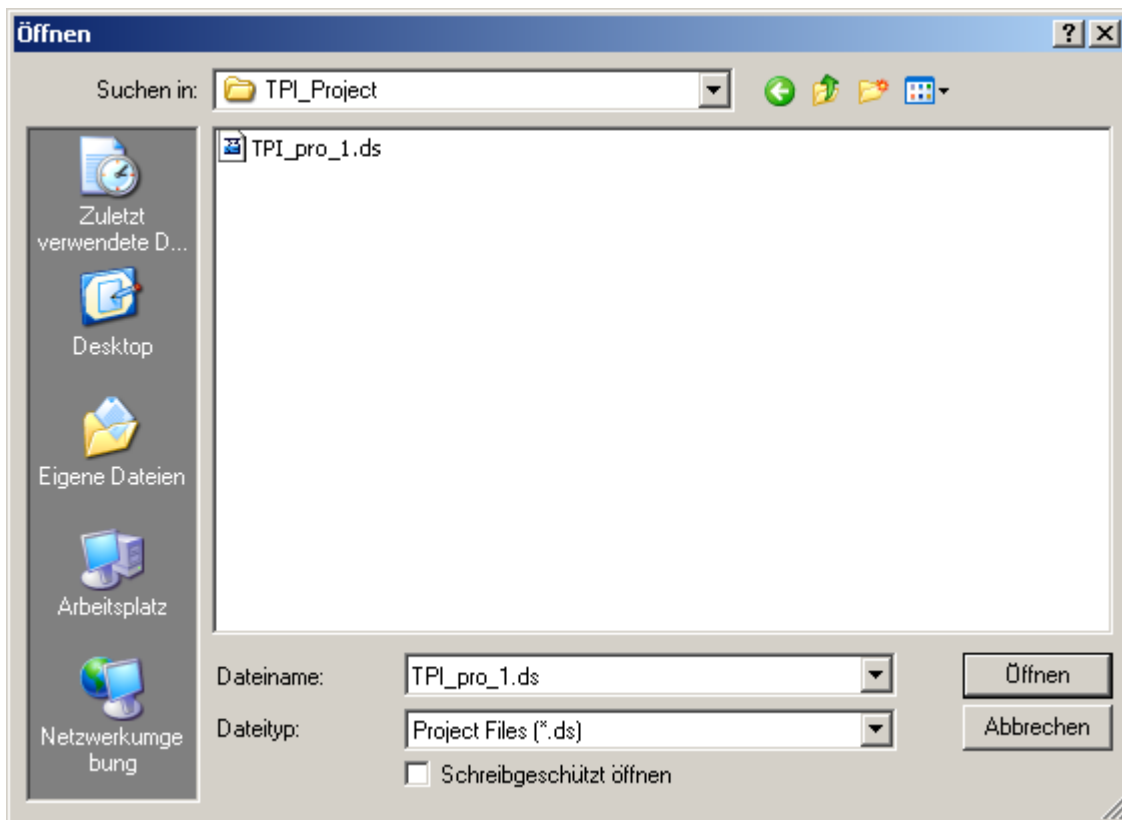 Öffnen
Suchen in: TPI_Project
TPI_pro_1.ds
Zuletzt
verwendete D...
Desktop
Eigene Dateien
Arbeitsplatz
Netzwerkumge
bung
Dateiname: TPI_pro_1.ds Öffnen
Dateityp: Project Files (*.ds) Abbrechen
Schreibgeschützt öffnen